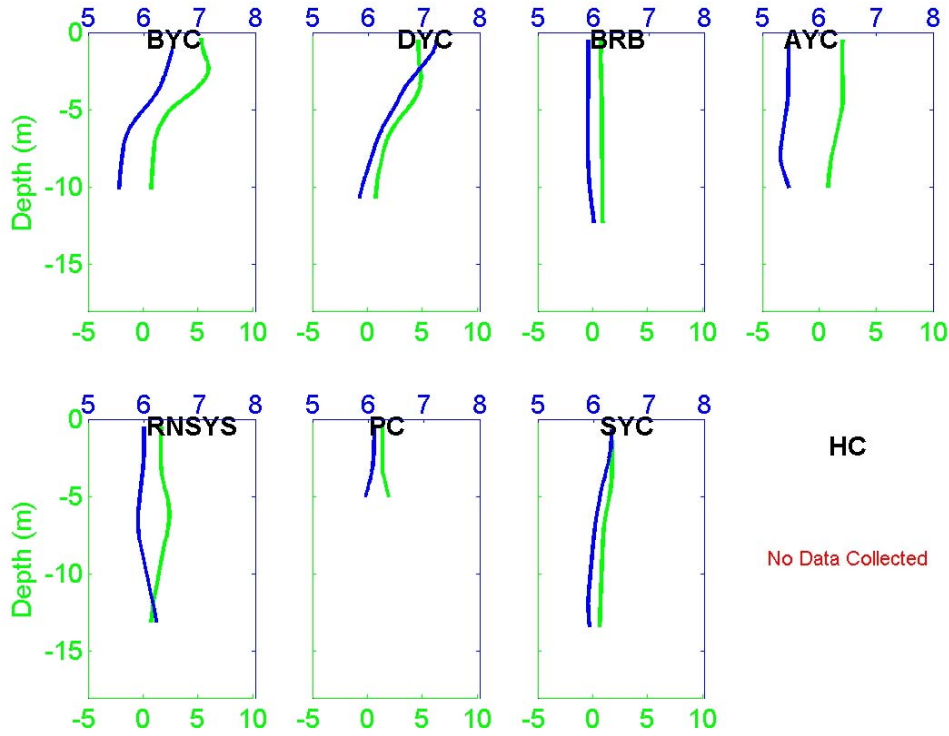 5 6 7 8 5 6 7 8 5 6 7 8 5 6 7 8
0 BYC DYC BRB AYC
-5
Depth (m)
-10
-15
-5 0 5 10 -5 0 5 10 -5 0 5 10 -5 0 5 10
5 6 7 8 5 6 7 8 5 6 7 8
0 RNSYS PC SYC
HC
-5
Depth (m)
No Data Collected
-10
-15
-5 0 5 10 -5 0 5 10 -5 0 5 10